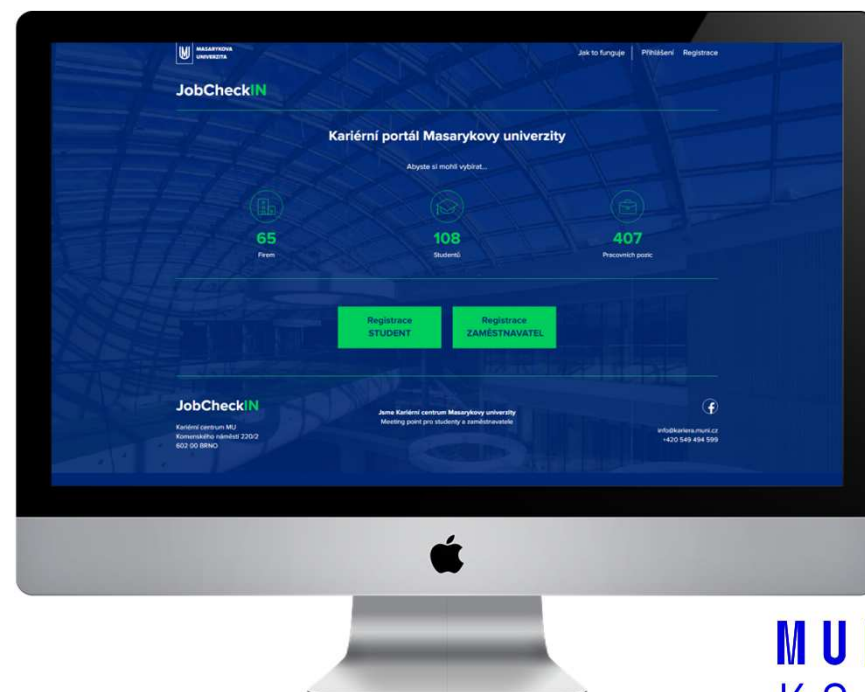 MASARYKOVA
UNIVERZITA
Jak to funguje | Přihlášení Registrace
JobCheckIN
Kariérní portál Masarykovy univerzity
Abyste si mohli vybírat...
65
Firem
108
Studentů
407
Pracovních pozic
Registrace
STUDENT
Registrace
ZAMĚSTNAVATEL
JobCheckIN
Kariérní centrum MU
Komenského náměstí 220/2
602 00 BRNO
Jsme Kariérní centrum Masarykovy univerzity
Meeting point pro studenty a zaměstnavatele
info@kariera.muni.cz
+420 549 494 599
MU